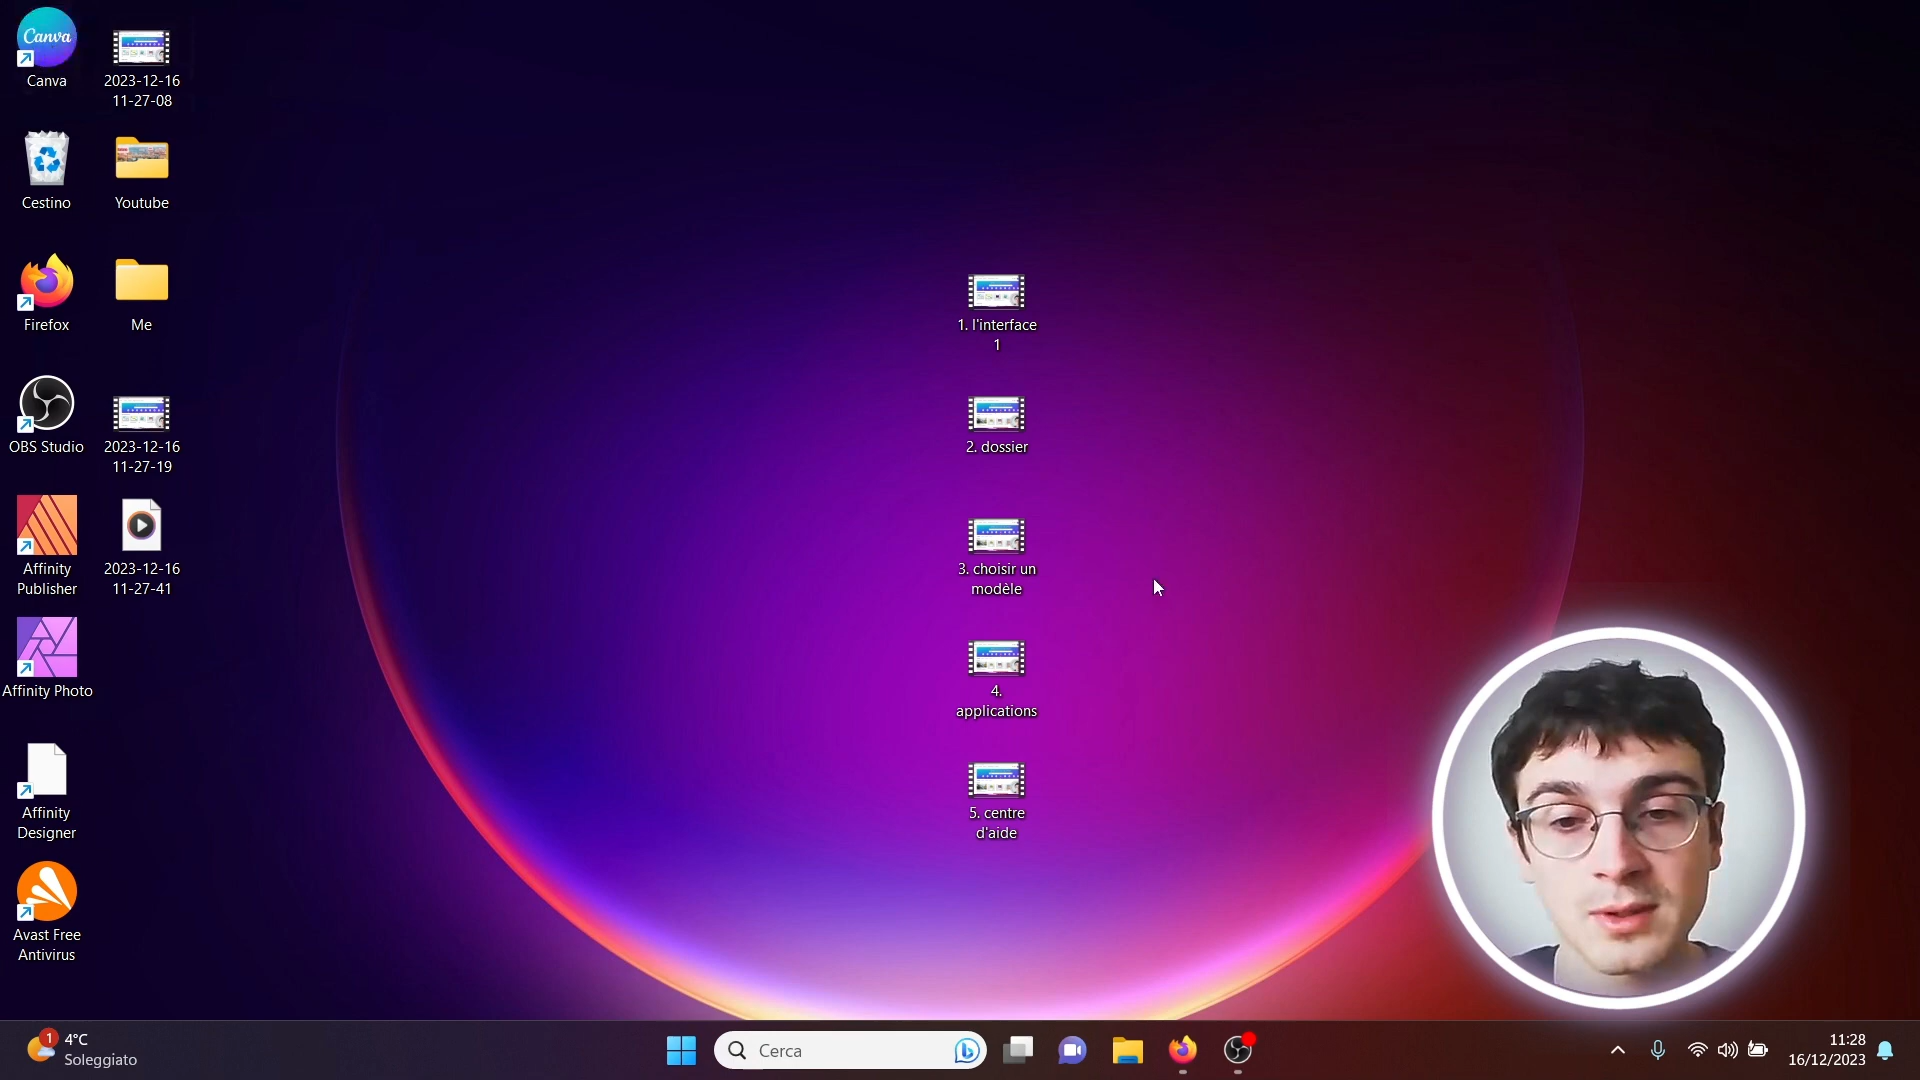 Canva
Canva
2023-12-16
11-27-08
Cestino
Youtube
Firefox
Me
OBS Studio
2023-12-16
11-27-19
Affinity
Publisher
2023-12-16
11-27-41
Affinity Photo
Affinity
Designer
Avast Free
Antivirus
1. l'interface
1
2. dossier
3. choisir un
modèle
4.
applications
5. centre
d'aide
1
4°C
Soleggiato
Cerca
11:28
16/12/2023